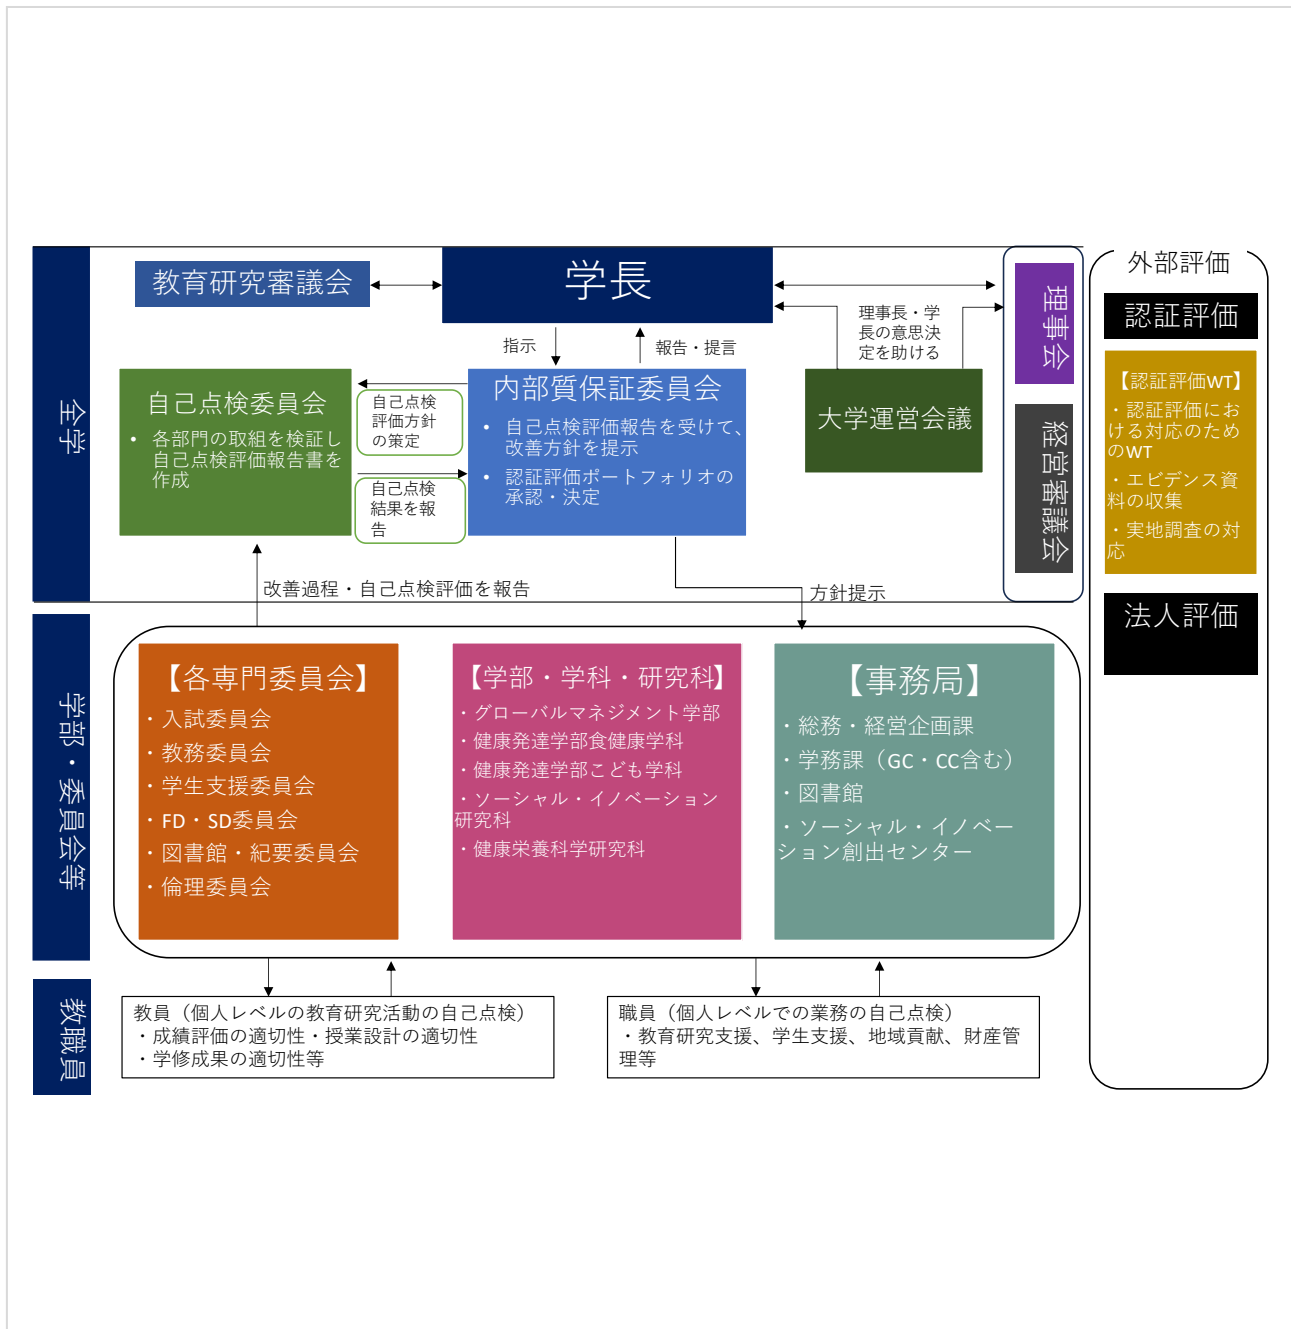 全学
教育研究審議会
学長
指示
報告・提言
理事長・学
長の意思決
定を助ける
自己点検委員会
• 各部門の取組を検証し
自己点検評価報告書を
作成
自己点検
評価方針
の策定
自己点検
結果を報
告
内部質保証委員会
• 自己点検評価報告を受けて、
改善方針を提示
• 認証評価ポートフォリオの
承認・決定
大学運営会議
理事会
経営審議会
改善過程・自己点検評価を報告
方針提示
外部評価
認証評価
【認証評価WT】
・認証評価にお
ける対応のため
のWT
・エビデンス資
料の収集
・実地調査の対
応
法人評価
学部・委員会等
【各専門委員会】
・入試委員会
・教務委員会
・学生支援委員会
・FD・SD委員会
・図書館・紀要委員会
・倫理委員会
【学部・学科・研究科】
・グローバルマネジメント学部
・健康発達学部食健康学科
・健康発達学部こども学科
・ソーシャル・イノベーション
研究科
・健康栄養科学研究科
【事務局】
・総務・経営企画課
・学務課（GC・CC含む）
・図書館
・ソーシャル・イノベー
ション創出センター
教職員
教員（個人レベルの教育研究活動の自己点検）
・成績評価の適切性・授業設計の適切性
・学修成果の適切性等
職員（個人レベルでの業務の自己点検）
・教育研究支援、学生支援、地域貢献、財産管
理等